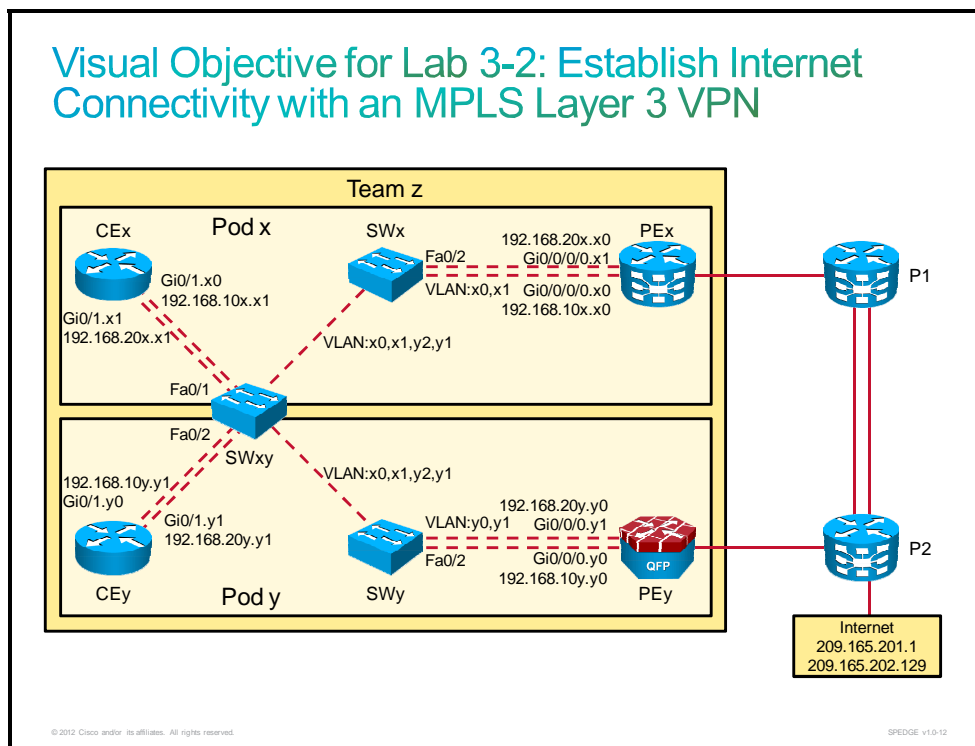 Visual Objective for Lab 3-2: Establish Internet
Connectivity with an MPLS Layer 3 VPN
Team z
Pod x
CEx
SWx
PEx
192.168.20x.x0
Fa0/2
Gi0/0/0/0.x1
VLAN:x0,x1
Gi0/0/0/0.x0
192.168.10x.x0
P1
Gi0/1.x0
192.168.10x.x1
Gi0/1.x1
192.168.20x.x1
VLAN:x0,x1,y2,y1
Fa0/1
Fa0/2
SWxy
VLAN:x0,x1,y2,y1
192.168.10y.y1
Gi0/1.y0
Gi0/1.y1
192.168.20y.y1
192.168.20y.y0
VLAN:y0,y1
Gi0/0/0.y1
Fa0/2
Gi0/0/0.y0
192.168.10y.y0
QFP
P2
CEy
Pod y
SWy
PEy
Internet
209.165.201.1
209.165.202.129
© 2012 Cisco and/or its affiliates. All rights reserved.
SPEDGE v1.0-12